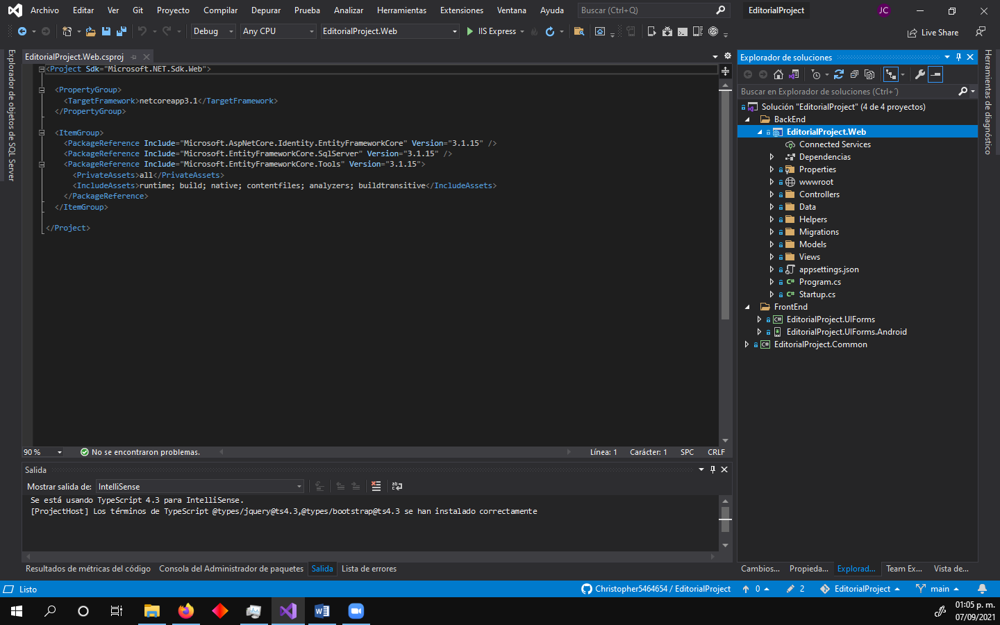 Archivo Editar Ver Git Proyecto Compilar Depurar Prueba Analizar Herramientas Extensiones Ventana Ayuda Buscar (Ctrl+Q) EditorialProject JC
Debug Any CPU EditorialProject.Web IIS Express Live Share
Explorador de objetos de SQL Server
EditorialProject.Web.csproj
<Project Sdk="Microsoft.NET.Sdk.Web">
<PropertyGroup>
<TargetFramework>netcoreapp3.1</TargetFramework>
</PropertyGroup>
<ItemGroup>
<PackageReference Include="Microsoft.AspNetCore.Identity.EntityFrameworkCore" Version="3.1.15" />
<PackageReference Include="Microsoft.EntityFrameworkCore.SqlServer" Version="3.1.15" />
<PackageReference Include="Microsoft.EntityFrameworkCore.Tools" Version="3.1.15">
<PrivateAssets>all</PrivateAssets>
<IncludeAssets>runtime; build; native; contentfiles; analyzers; buildtransitive</IncludeAssets>
</PackageReference>
</ItemGroup>
</Project>
90 % No se encontraron problemas. Línea: 1 Carácter: 1 SPC CRLF
Salida
Mostrar salida de: IntelliSense
Se está usando TypeScript 4.3 para IntelliSense.
[ProjectHost] Los términos de TypeScript @types/jquery@ts4.3,@types/bootstrap@ts4.3 se han instalado correctamente
Resultados de métricas del código Consola del Administrador de paquetes Salida Lista de errores
Explorador de soluciones
Buscar en Explorador de soluciones (Ctrl+´)
Solución "EditorialProject" (4 de 4 proyectos)
BackEnd
EditorialProject.Web
Connected Services
Dependencias
Properties
wwwroot
Controllers
Data
Helpers
Migrations
Models
Views
appsettings.json
C# Program.cs
C# Startup.cs
FrontEnd
C# EditorialProject.UIForms
EditorialProject.UIForms.Android
C# EditorialProject.Common
Cambios... Propieda... Explorad... Team Ex... Vista de...
Herramientas de diagnóstico
Listo Christopher5464654 / EditorialProject 0 2 EditorialProject main
01:05 p. m.
07/09/2021